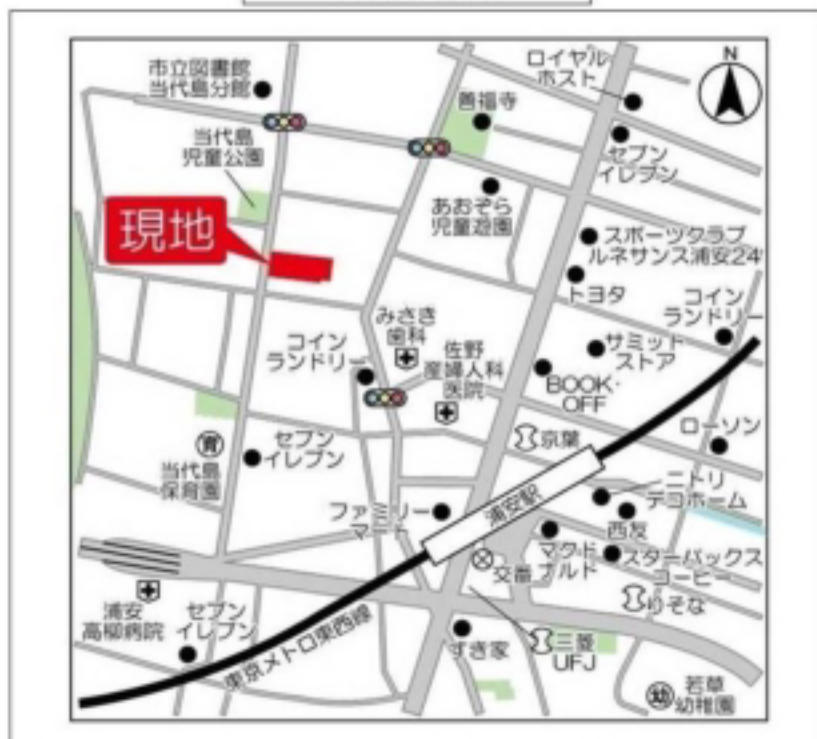 N
ロイヤル
ホスト
市立図書館
当代島分館
善福寺
当代島
児童公園
セブン
イレブン
あおぞら
児童遊園
現地
スポーツクラブ
ルネサンス浦安24
トヨタ
コイン
ランドリー
みさき
歯科
コイン
ランドリー
佐野
産婦人科
医院
サミット
ストア
BOOK・
OFF
ローソン
京葉
セブン
イレブン
育
当代島
保育園
ニトリ
デコホーム
浦安駅
ファミリー
マート
西友
マクド
ナルド
交番
スターバックス
コーヒー
りそな
浦安
高柳病院
セブン
イレブン
東京メトロ東西線
すき家
三菱
UFJ
幼
若草
幼稚園